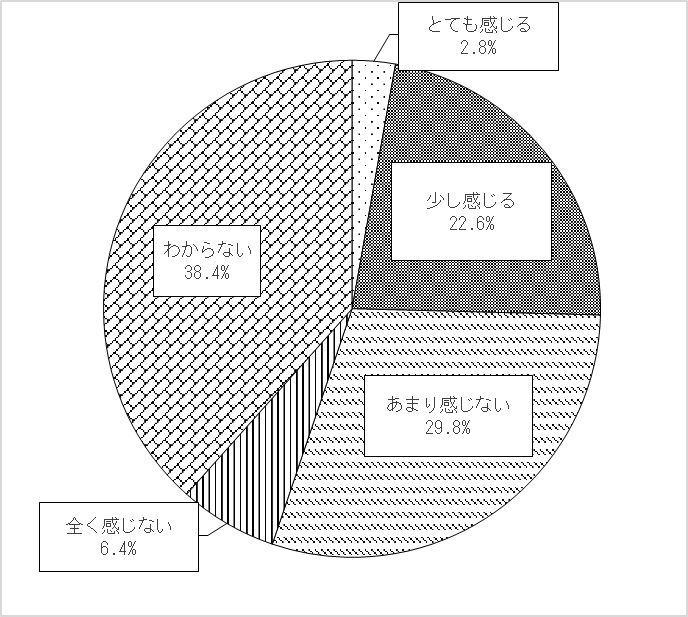 とても感じる
2.8%
少し感じる
22.6%
あまり感じない
29.8%
全く感じない
6.4%
わからない
38.4%